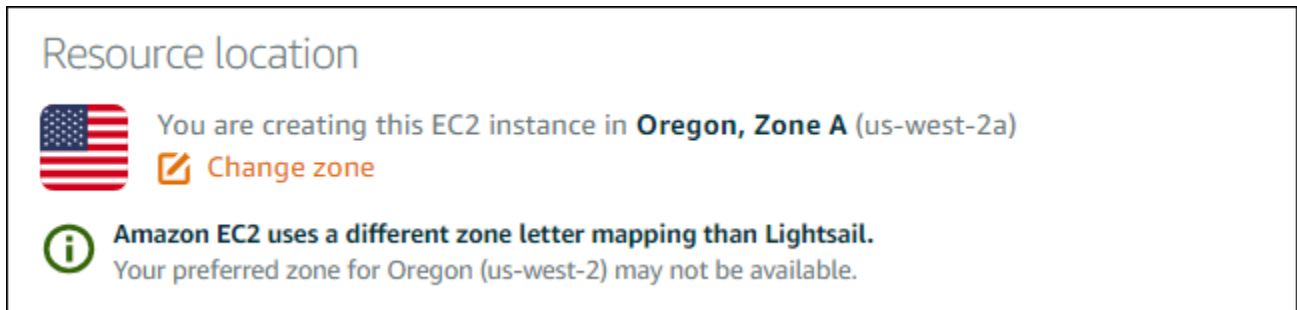 Resource location
You are creating this EC2 instance in Oregon, Zone A (us-west-2a)
Change zone
Amazon EC2 uses a different zone letter mapping than Lightsail.
Your preferred zone for Oregon (us-west-2) may not be available.